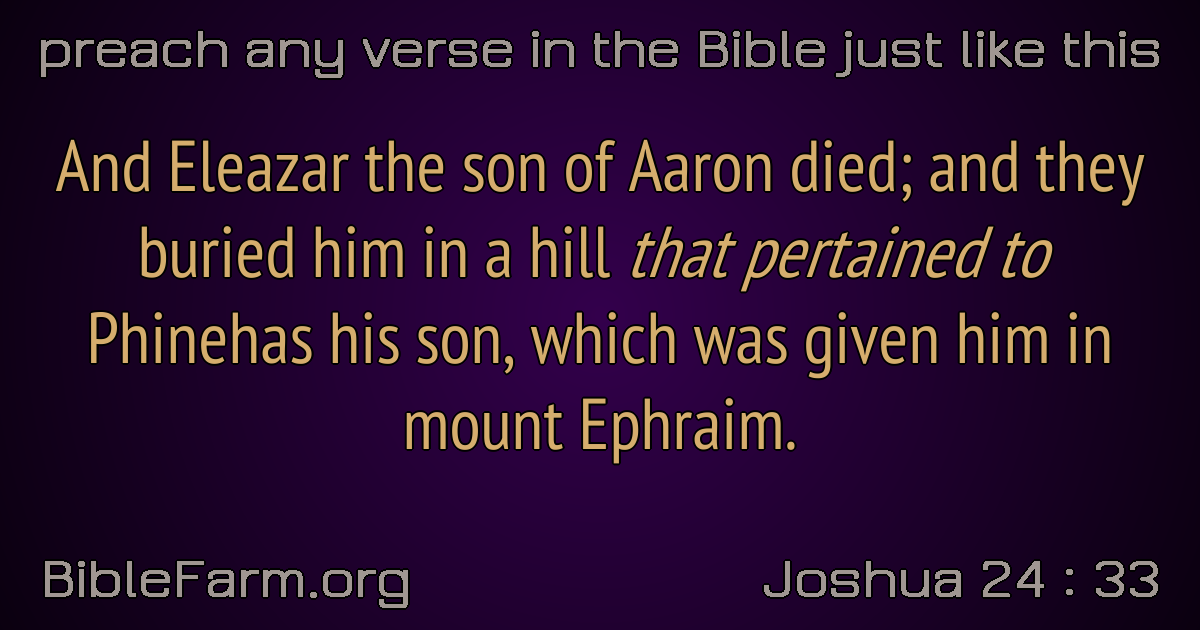 preach any verse in the Bible just like this
And Eleazar the son of Aaron died; and they
buried him in a hill that pertained to
Phinehas his son, which was given him in
mount Ephraim.
BibleFarm.org
Joshua 24 : 33